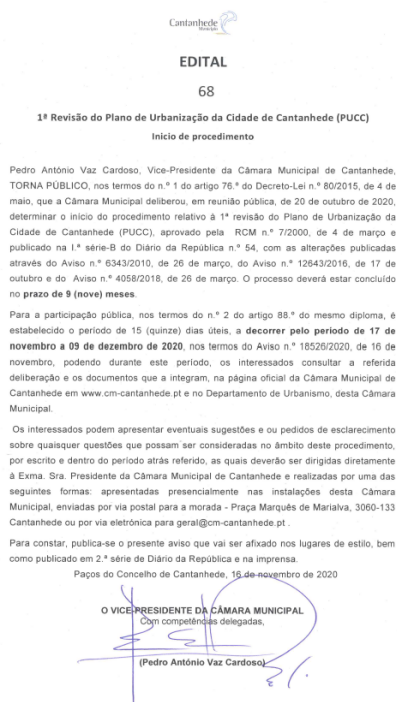 Cantanhede
Município
EDITAL
68
1ª Revisão do Plano de Urbanização da Cidade de Cantanhede (PUCC)
Inicio de procedimento
Pedro António Vaz Cardoso, Vice-Presidente da Câmara Municipal de Cantanhede,
TORNA PÚBLICO, nos termos do n.º 1 do artigo 76.º do Decreto-Lei n.º 80/2015, de 4 de
maio, que a Câmara Municipal deliberou, em reunião pública, de 20 de outubro de 2020,
determinar o início do procedimento relativo à 1ª revisão do Plano de Urbanização da
Cidade de Cantanhede (PUCC), aprovado pela RCM n.º 7/2000, de 4 de março e
publicado na I.ª série-B do Diário da República n.º 54, com as alterações publicadas
através do Aviso n.º 6343/2010, de 26 de março, do Aviso n.º 12643/2016, de 17 de
outubro e do Aviso n.º 4058/2018, de 26 de março. O processo deverá estar concluído
no prazo de 9 (nove) meses.
Para a participação pública, nos termos do n.º 2 do artigo 88.º do mesmo diploma, é
estabelecido o período de 15 (quinze) dias úteis, a decorrer pelo período de 17 de
novembro a 09 de dezembro de 2020, nos termos do Aviso n.º 18526/2020, de 16 de
novembro, podendo durante este período, os interessados consultar a referida
deliberação e os documentos que a integram, na página oficial da Câmara Municipal de
Cantanhede em www.cm-cantanhede.pt e no Departamento de Urbanismo, desta Câmara
Municipal.
Os interessados podem apresentar eventuais sugestões e ou pedidos de esclarecimento
sobre quaisquer questões que possam ser consideradas no âmbito deste procedimento,
por escrito e dentro do período atrás referido, as quais deverão ser dirigidas diretamente
à Exma. Sra. Presidente da Câmara Municipal de Cantanhede e realizadas por uma das
seguintes formas: apresentadas presencialmente nas instalações desta Câmara
Municipal, enviadas por via postal para a morada - Praça Marquês de Marialva, 3060-133
Cantanhede ou por via eletrónica para geral@cm-cantanhede.pt .
Para constar, publica-se o presente aviso que vai ser afixado nos lugares de estilo, bem
como publicado em 2.ª série de Diário da República e na imprensa.
Paços do Concelho de Cantanhede, 16 de novembro de 2020
O VICE-PRESIDENTE DA CÂMARA MUNICIPAL
Com competências delegadas,
(Pedro António Vaz Cardoso)